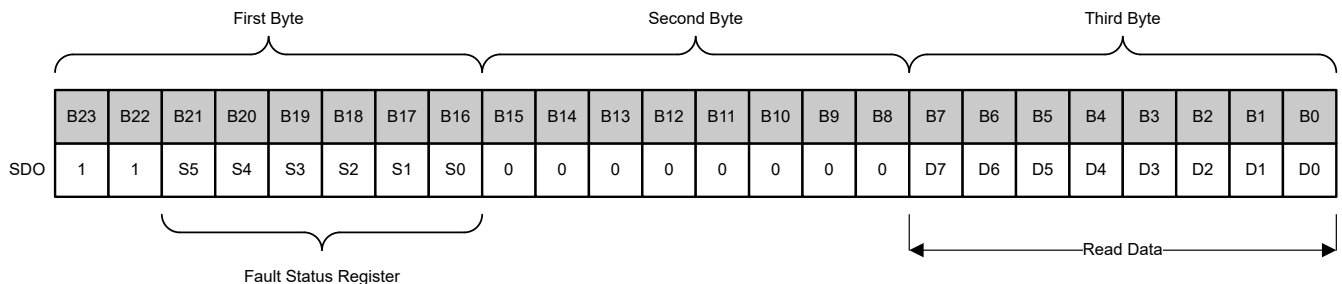 First Byte Second Byte Third Byte
B23 B22 B21 B20 B19 B18 B17 B16 B15 B14 B13 B12 B11 B10 B9 B8 B7 B6 B5 B4 B3 B2 B1 B0
SDO 1 1 S5 S4 S3 S2 S1 S0 0 0 0 0 0 0 0 0 D7 D6 D5 D4 D3 D2 D1 D0
Read Data
Fault Status Register